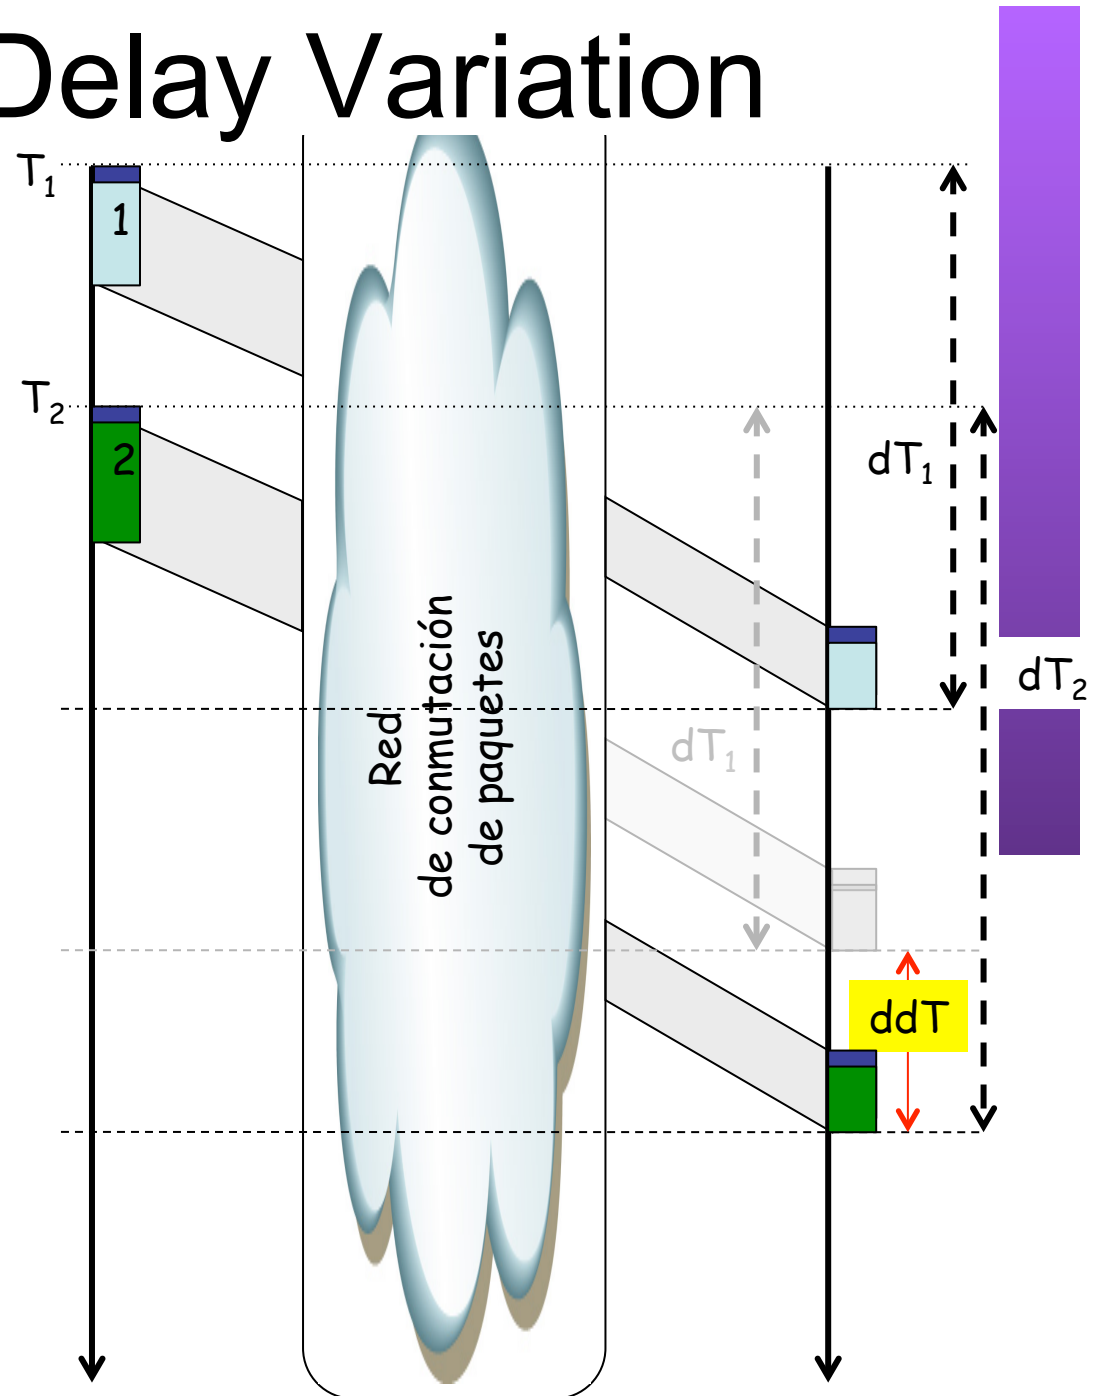 Delay Variation
T1
1
T2
2
dT1
dT2
Red
de conmutación
de paquetes
dT1
ddT